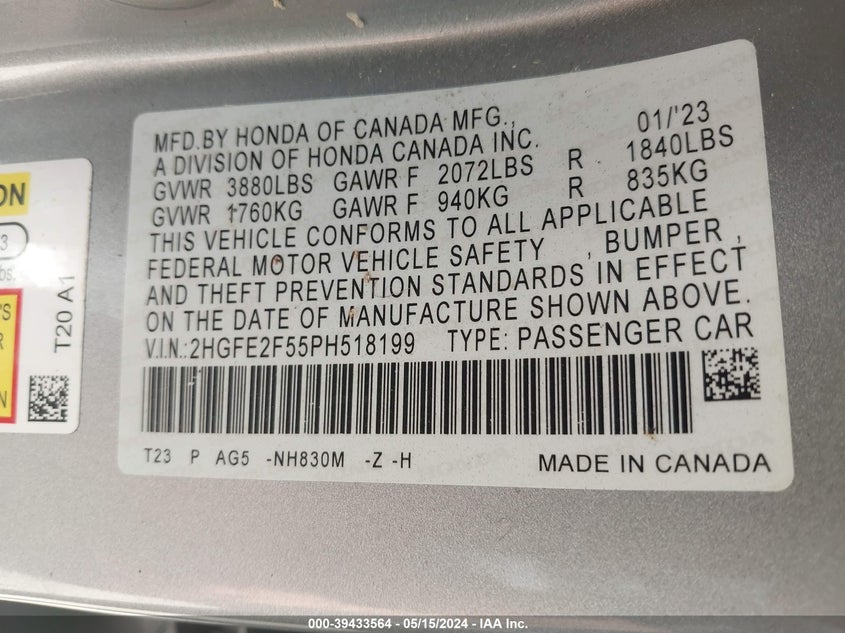 MFD.BY HONDA OF CANADA MFG., 01/'23
A DIVISION OF HONDA CANADA INC.
GVWR 3880LBS GAWR F 2072LBS R 1840LBS
GVWR 1760KG GAWR F 940KG R 835KG
THIS VEHICLE CONFORMS TO ALL APPLICABLE
FEDERAL MOTOR VEHICLE SAFETY , BUMPER ,
AND THEFT PREVENTION STANDARDS IN EFFECT
ON THE DATE OF MANUFACTURE SHOWN ABOVE.
V.I.N.:2HGFE2F55PH518199 TYPE: PASSENGER CAR
T23 P AG5 -NH830M -Z -H MADE IN CANADA
T20 A1
000-39433564 - 05/15/2024 - IAA Inc.